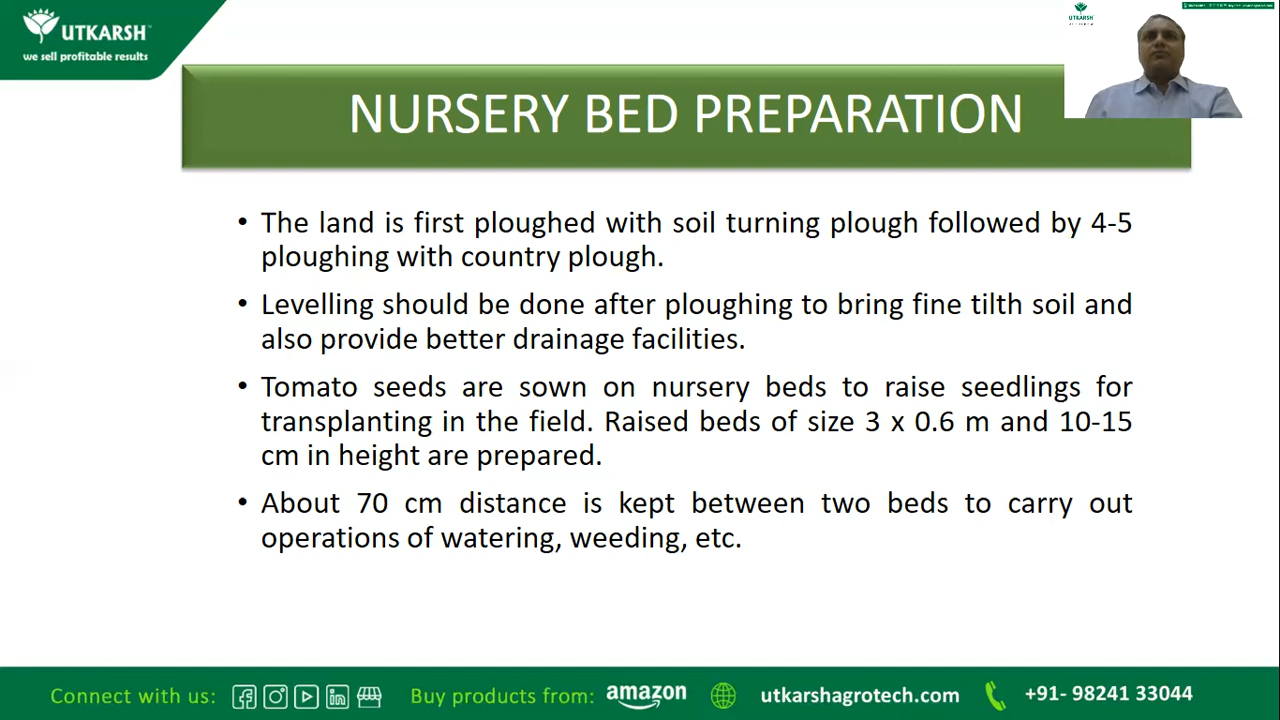 UTKARSH
we sell profitable results
UTKARSH
NURSERY BED PREPARATION
• The land is first ploughed with soil turning plough followed by 4-5
ploughing with country plough.
• Levelling should be done after ploughing to bring fine tilth soil and
also provide better drainage facilities.
• Tomato seeds are sown on nursery beds to raise seedlings for
transplanting in the field. Raised beds of size 3 x 0.6 m and 10-15
cm in height are prepared.
• About 70 cm distance is kept between two beds to carry out
operations of watering, weeding, etc.
Connect with us: Buy products from: amazon utkarshagrotech.com +91- 98241 33044